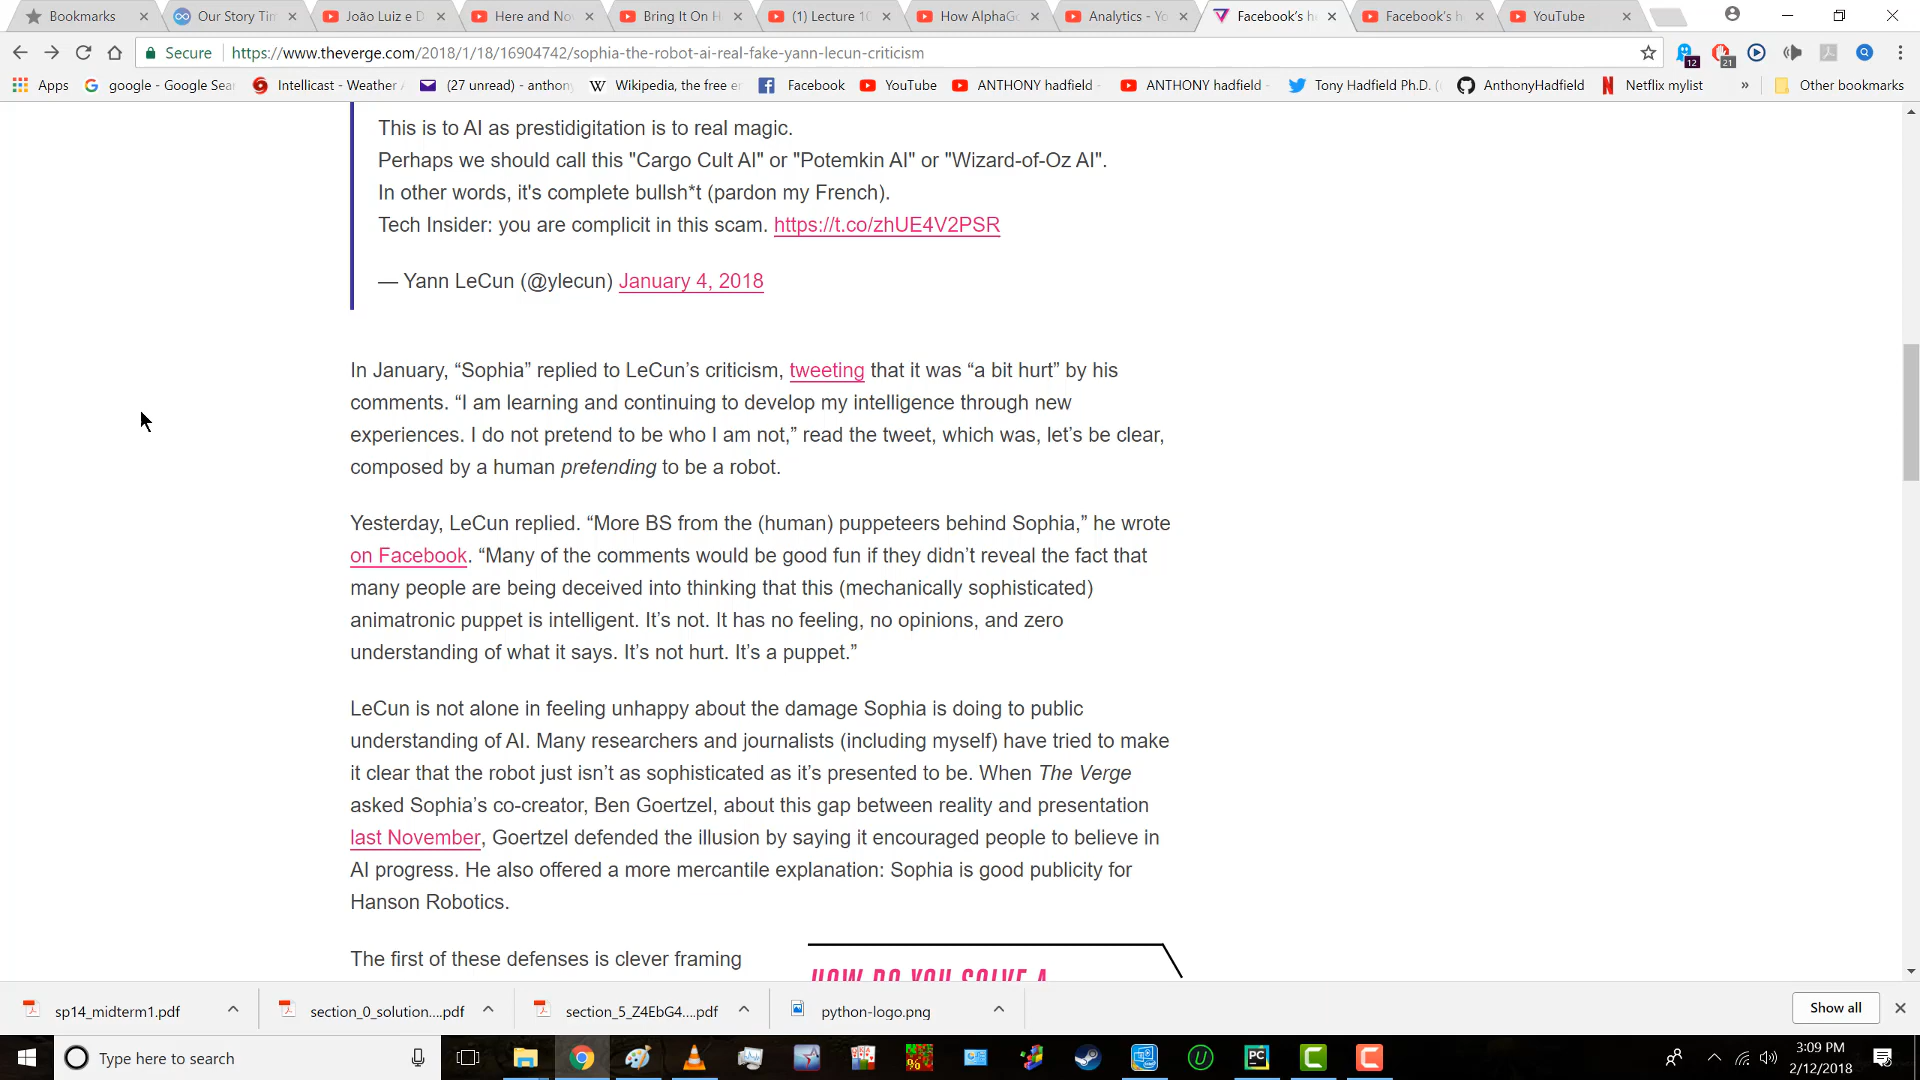 Bookmarks
Our Story Tim
João Luiz e D
Here and No
Bring It On H
(1) Lecture 10
How AlphaG
Analytics - Yo
Facebook's h
Facebook's h
YouTube
Secure
https://www.theverge.com/2018/1/18/16904742/sophia-the-robot-ai-real-fake-yann-lecun-criticism
12
21
Apps
google - Google Sea
Intellicast - Weather
(27 unread) - anthony
Wikipedia, the free e
Facebook
YouTube
ANTHONY hadfield -
ANTHONY hadfield -
Tony Hadfield Ph.D. (
AnthonyHadfield
Netflix mylist
»
Other bookmarks
This is to AI as prestidigitation is to real magic.
Perhaps we should call this "Cargo Cult AI" or "Potemkin AI" or "Wizard-of-Oz AI".
In other words, it's complete bullsh*t (pardon my French).
Tech Insider: you are complicit in this scam. https://t.co/zhUE4V2PSR
— Yann LeCun (@ylecun) January 4, 2018
In January, “Sophia” replied to LeCun’s criticism, tweeting that it was “a bit hurt” by his
comments. “I am learning and continuing to develop my intelligence through new
experiences. I do not pretend to be who I am not,” read the tweet, which was, let’s be clear,
composed by a human pretending to be a robot.
Yesterday, LeCun replied. “More BS from the (human) puppeteers behind Sophia,” he wrote
on Facebook. “Many of the comments would be good fun if they didn’t reveal the fact that
many people are being deceived into thinking that this (mechanically sophisticated)
animatronic puppet is intelligent. It’s not. It has no feeling, no opinions, and zero
understanding of what it says. It’s not hurt. It’s a puppet.”
LeCun is not alone in feeling unhappy about the damage Sophia is doing to public
understanding of AI. Many researchers and journalists (including myself) have tried to make
it clear that the robot just isn’t as sophisticated as it’s presented to be. When The Verge
asked Sophia’s co-creator, Ben Goertzel, about this gap between reality and presentation
last November, Goertzel defended the illusion by saying it encouraged people to believe in
AI progress. He also offered a more mercantile explanation: Sophia is good publicity for
Hanson Robotics.
The first of these defenses is clever framing
HOW DO YOU SOLVE A
sp14_midterm1.pdf
section_0_solution....pdf
section_5_Z4EbG4....pdf
python-logo.png
Show all
Type here to search
96
PC
3:09 PM
2/12/2018